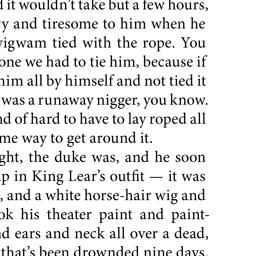 it wouldn't take but a few hours,
y and tiresome to him when he
wigwam tied with the rope. You
one we had to tie him, because if
him all by himself and not tied it
was a runaway nigger, you know.
d of hard to have to lay roped all
me way to get around it.
ght, the duke was, and he soon
p in King Lear's outfit — it was
, and a white horse-hair wig and
ok his theater paint and paint-
d ears and neck all over a dead,
that's been drownded nine days.